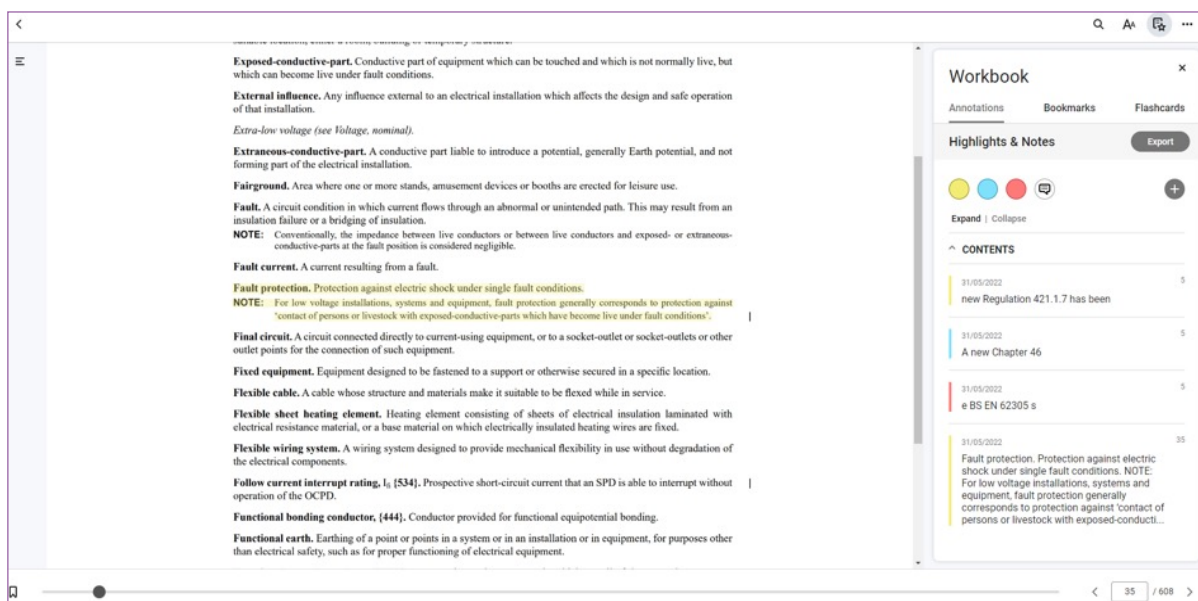 suitable location, enter a room, building or temporary structure.
Exposed-conductive-part. Conductive part of equipment which can be touched and which is not normally live, but
which can become live under fault conditions.
External influence. Any influence external to an electrical installation which affects the design and safe operation
of that installation.
Extra-low voltage (see Voltage, nominal).
Extraneous-conductive-part. A conductive part liable to introduce a potential, generally Earth potential, and not
forming part of the electrical installation.
Fairground. Area where one or more stands, amusement devices or booths are erected for leisure use.
Fault. A circuit condition in which current flows through an abnormal or unintended path. This may result from an
insulation failure or a bridging of insulation.
NOTE: Conventionally, the impedance between live conductors or between live conductors and exposed- or extraneous-
conductive-parts at the fault position is considered negligible.
Fault current. A current resulting from a fault.
Fault protection. Protection against electric shock under single fault conditions.
NOTE: For low voltage installations, systems and equipment, fault protection generally corresponds to protection against
'contact of persons or livestock with exposed-conductive-parts which have become live under fault conditions'.
Final circuit. A circuit connected directly to current-using equipment, or to a socket-outlet or socket-outlets or other
outlet points for the connection of such equipment.
Fixed equipment. Equipment designed to be fastened to a support or otherwise secured in a specific location.
Flexible cable. A cable whose structure and materials make it suitable to be flexed while in service.
Flexible sheet heating element. Heating element consisting of sheets of electrical insulation laminated with
electrical resistance material, or a base material on which electrically insulated heating wires are fixed.
Flexible wiring system. A wiring system designed to provide mechanical flexibility in use without degradation of
the electrical components.
Follow current interrupt rating, Ifi {534}. Prospective short-circuit current that an SPD is able to interrupt without
operation of the OCPD.
Functional bonding conductor, {444}. Conductor provided for functional equipotential bonding.
Functional earth. Earthing of a point or points in a system or in an installation or in equipment, for purposes other
than electrical safety, such as for proper functioning of electrical equipment.
AA
Workbook
Annotations Bookmarks Flashcards
Highlights & Notes Export
Expand | Collapse
CONTENTS
31/05/2022 5
new Regulation 421.1.7 has been
31/05/2022 5
A new Chapter 46
31/05/2022 5
e BS EN 62305 s
31/05/2022 35
Fault protection. Protection against electric
shock under single fault conditions. NOTE:
For low voltage installations, systems and
equipment, fault protection generally
corresponds to protection against 'contact of
persons or livestock with exposed-conducti...
35 / 608